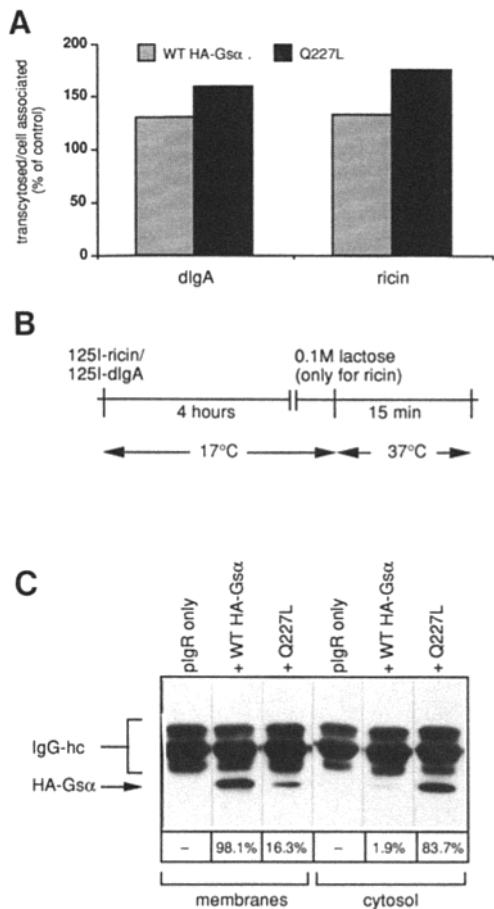 A
WT HA-Gsα .
Q227L
transcytosed/cell associated
(% of control)
200
150
100
50
0
dIgA
ricin
B
125I-ricin/
125I-dIgA
0.1M lactose
(only for ricin)
4 hours
15 min
17°C
37°C
C
pIgR only
+ WT HA-Gsα
+ Q227L
pIgR only
+ WT HA-Gsα
+ Q227L
IgG-hc
HA-Gsα
– 98.1% 16.3% – 1.9% 83.7%
membranes
cytosol